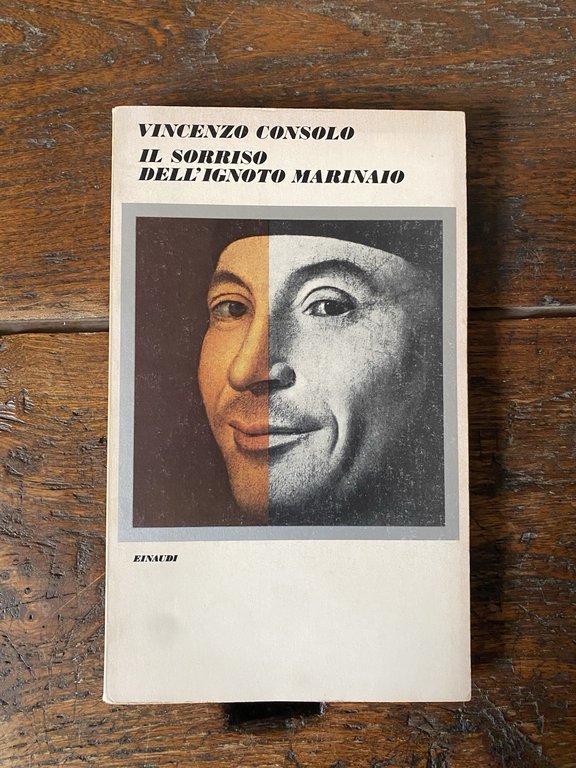 VINCENZO CONSOLO
IL SORRISO
DELL'IGNOTO MARINAIO
EINAUDI